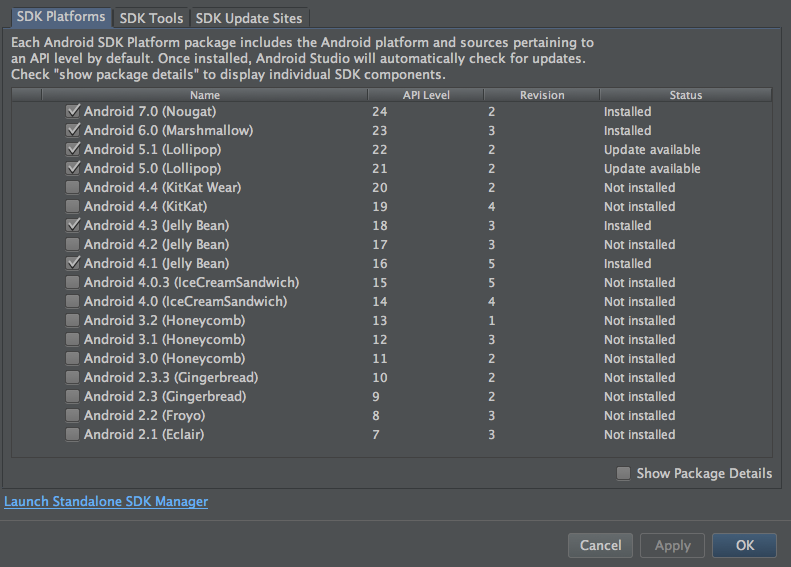 SDK Platforms SDK Tools SDK Update Sites
Each Android SDK Platform package includes the Android platform and sources pertaining to
an API level by default. Once installed, Android Studio will automatically check for updates.
Check "show package details" to display individual SDK components.
Name API Level Revision Status
Android 7.0 (Nougat) 24 2 Installed
Android 6.0 (Marshmallow) 23 3 Installed
Android 5.1 (Lollipop) 22 2 Update available
Android 5.0 (Lollipop) 21 2 Update available
Android 4.4 (KitKat Wear) 20 2 Not installed
Android 4.4 (KitKat) 19 4 Not installed
Android 4.3 (Jelly Bean) 18 3 Installed
Android 4.2 (Jelly Bean) 17 3 Not installed
Android 4.1 (Jelly Bean) 16 5 Installed
Android 4.0.3 (IceCreamSandwich) 15 5 Not installed
Android 4.0 (IceCreamSandwich) 14 4 Not installed
Android 3.2 (Honeycomb) 13 1 Not installed
Android 3.1 (Honeycomb) 12 3 Not installed
Android 3.0 (Honeycomb) 11 2 Not installed
Android 2.3.3 (Gingerbread) 10 2 Not installed
Android 2.3 (Gingerbread) 9 2 Not installed
Android 2.2 (Froyo) 8 3 Not installed
Android 2.1 (Eclair) 7 3 Not installed
Show Package Details
Launch Standalone SDK Manager
Cancel Apply OK